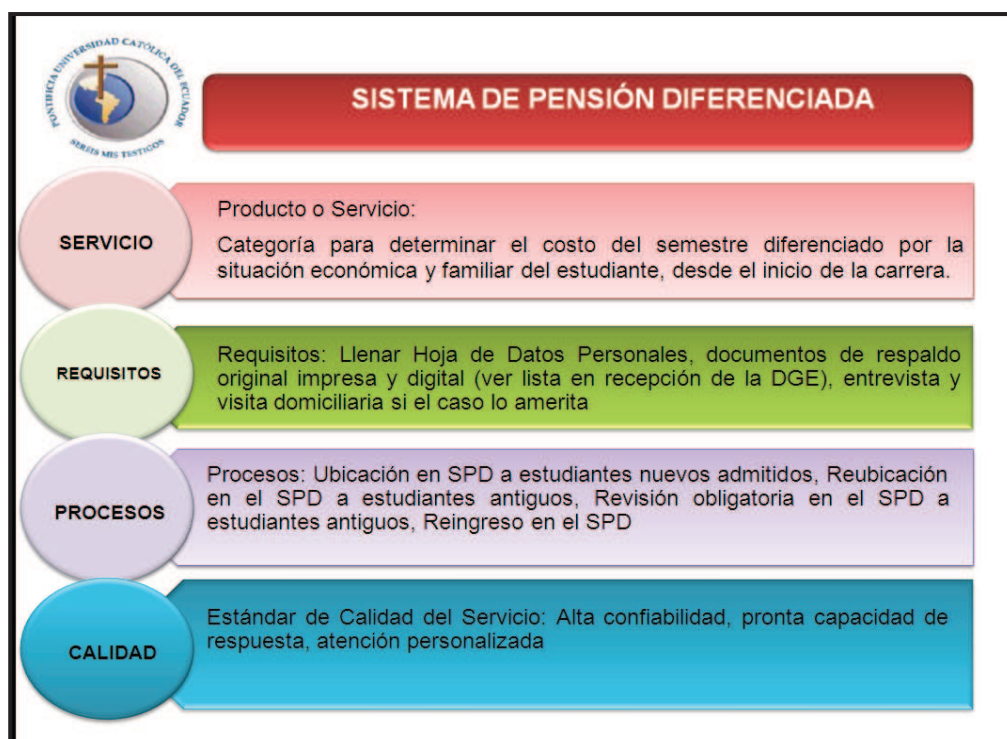 PONTIFICIA UNIVERSIDAD CATÓLICA DEL ECUADOR
SERÉIS MIS TESTIGOS
SISTEMA DE PENSIÓN DIFERENCIADA
SERVICIO
Producto o Servicio:
Categoría para determinar el costo del semestre diferenciado por la
situación económica y familiar del estudiante, desde el inicio de la carrera.
REQUISITOS
Requisitos: Llenar Hoja de Datos Personales, documentos de respaldo
original impresa y digital (ver lista en recepción de la DGE), entrevista y
visita domiciliaria si el caso lo amerita
PROCESOS
Procesos: Ubicación en SPD a estudiantes nuevos admitidos, Reubicación
en el SPD a estudiantes antiguos, Revisión obligatoria en el SPD a
estudiantes antiguos, Reingreso en el SPD
CALIDAD
Estándar de Calidad del Servicio: Alta confiabilidad, pronta capacidad de
respuesta, atención personalizada